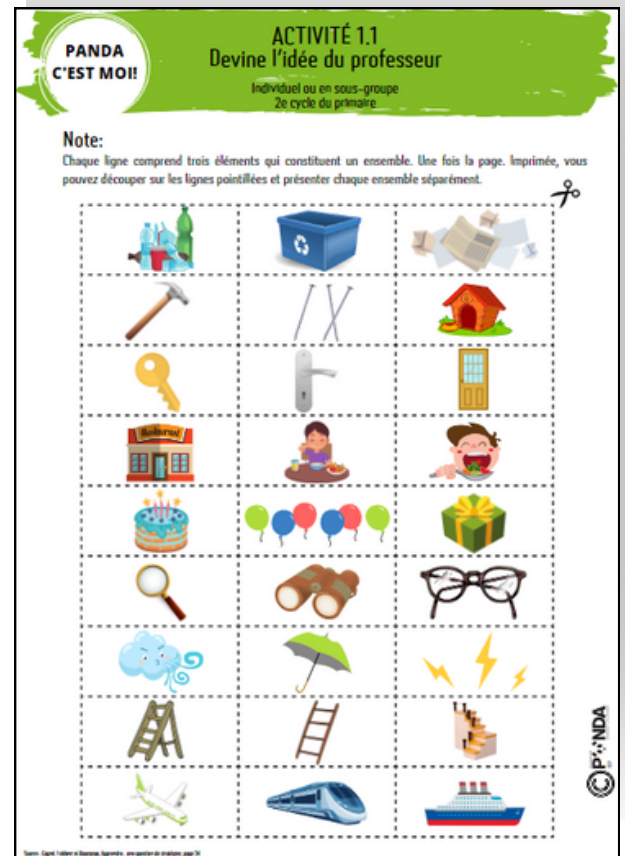 PANDA
C'EST MOI!
ACTIVITÉ 1.1
Devine l'idée du professeur
Individuel ou en sous-groupe
2e cycle du primaire
Note:
Chaque ligne comprend trois éléments qui constituent un ensemble. Une fois la page. Imprimée, vous
pouvez découper sur les lignes pointillées et présenter chaque ensemble séparément.
Restaurant
PANDA